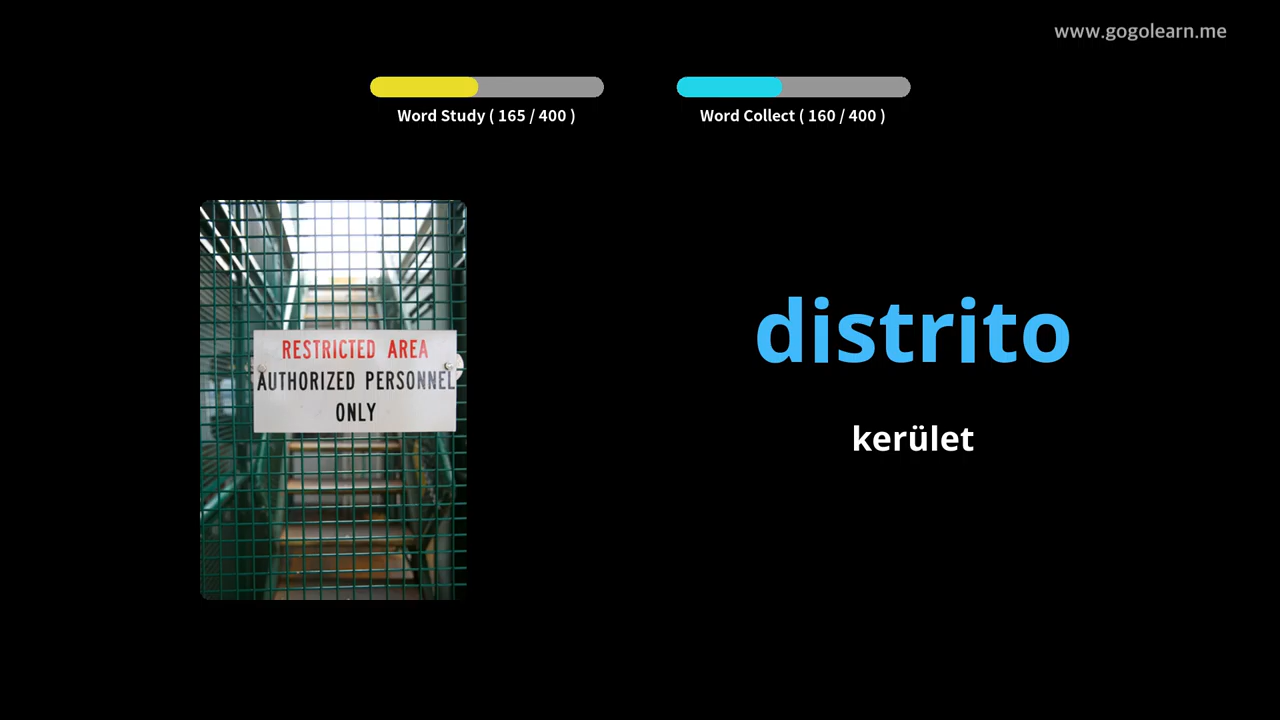 www.gogolearn.me
Word Study ( 165 / 400 )
Word Collect ( 160 / 400 )
RESTRICTED AREA
AUTHORIZED PERSONNEL
ONLY
distrito
kerület